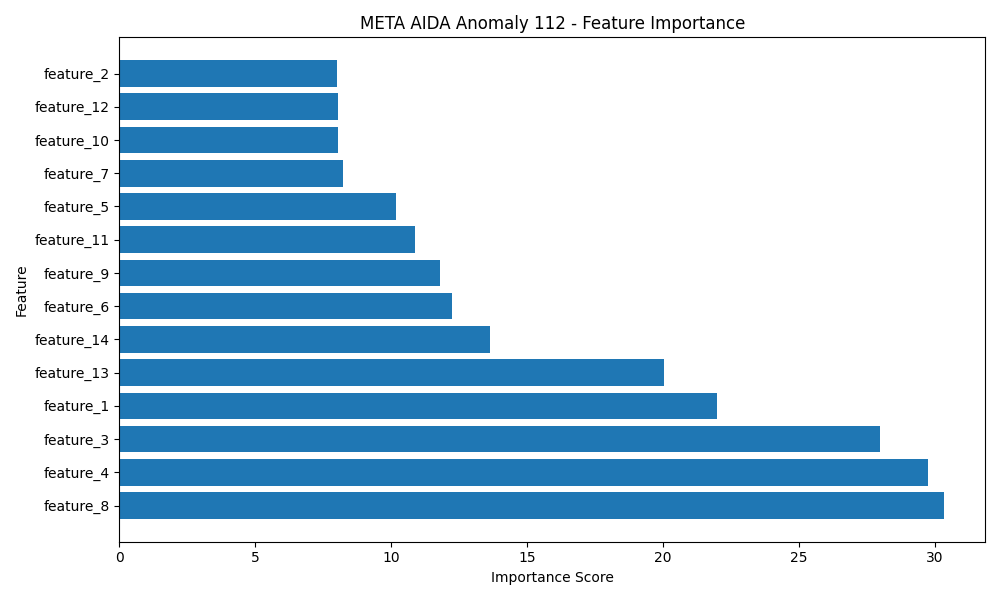 META AIDA Anomaly 112 - Feature Importance
feature_2
feature_12
feature_10
feature_7
feature_5
feature_11
feature_9
feature_6
feature_14
feature_13
feature_1
feature_3
feature_4
feature_8
Feature
0 5 10 15 20 25 30
Importance Score